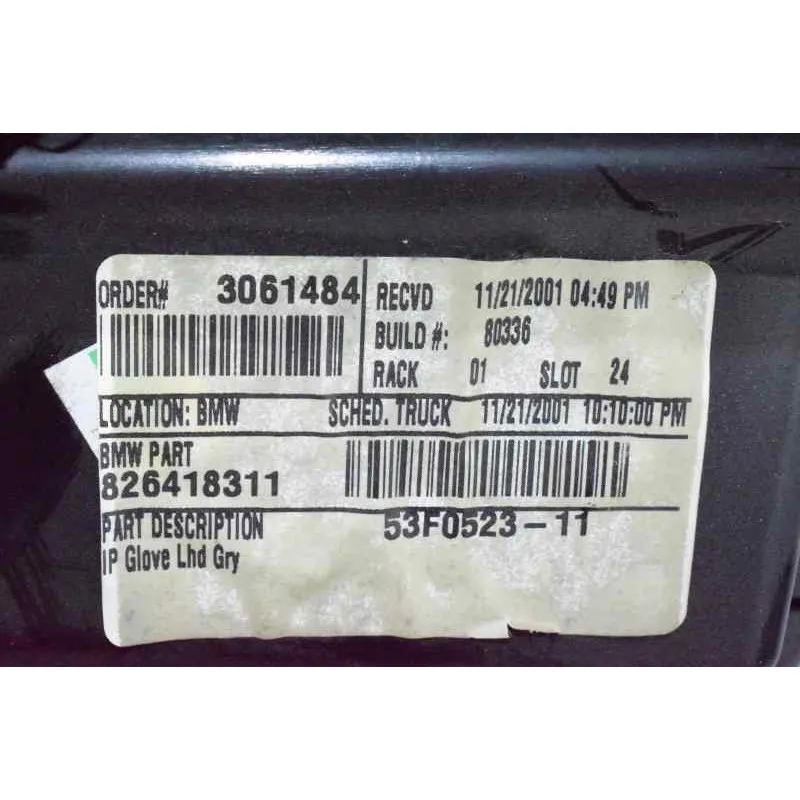 ORDER# 3061484
RECVD 11/21/2001 04:49 PM
BUILD #: 80336
RACK 01 SLOT 24
LOCATION: BMW SCHED. TRUCK 11/21/2001 10:10:00 PM
BMW PART
826418311
PART DESCRIPTION 53F0523-11
IP Glove Lhd Gry